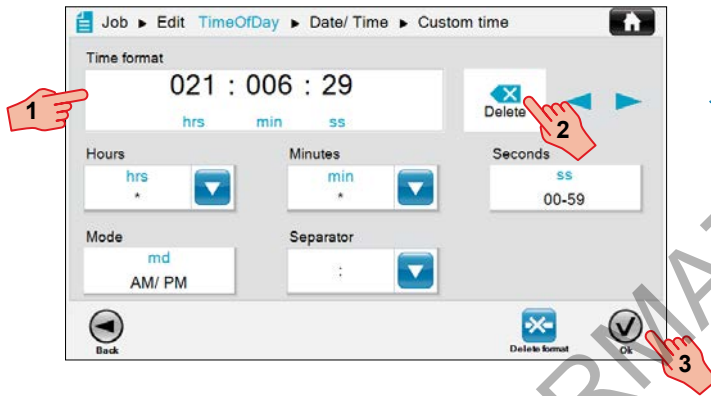 Job ► Edit TimeOfDay ► Date/ Time ► Custom time
Time format
021 : 006 : 29
hrs min ss
Delete
1
2
Hours Minutes Seconds
hrs min ss
* * 00-59
Mode Separator
md :
AM/ PM
Back Delete format Ok
3